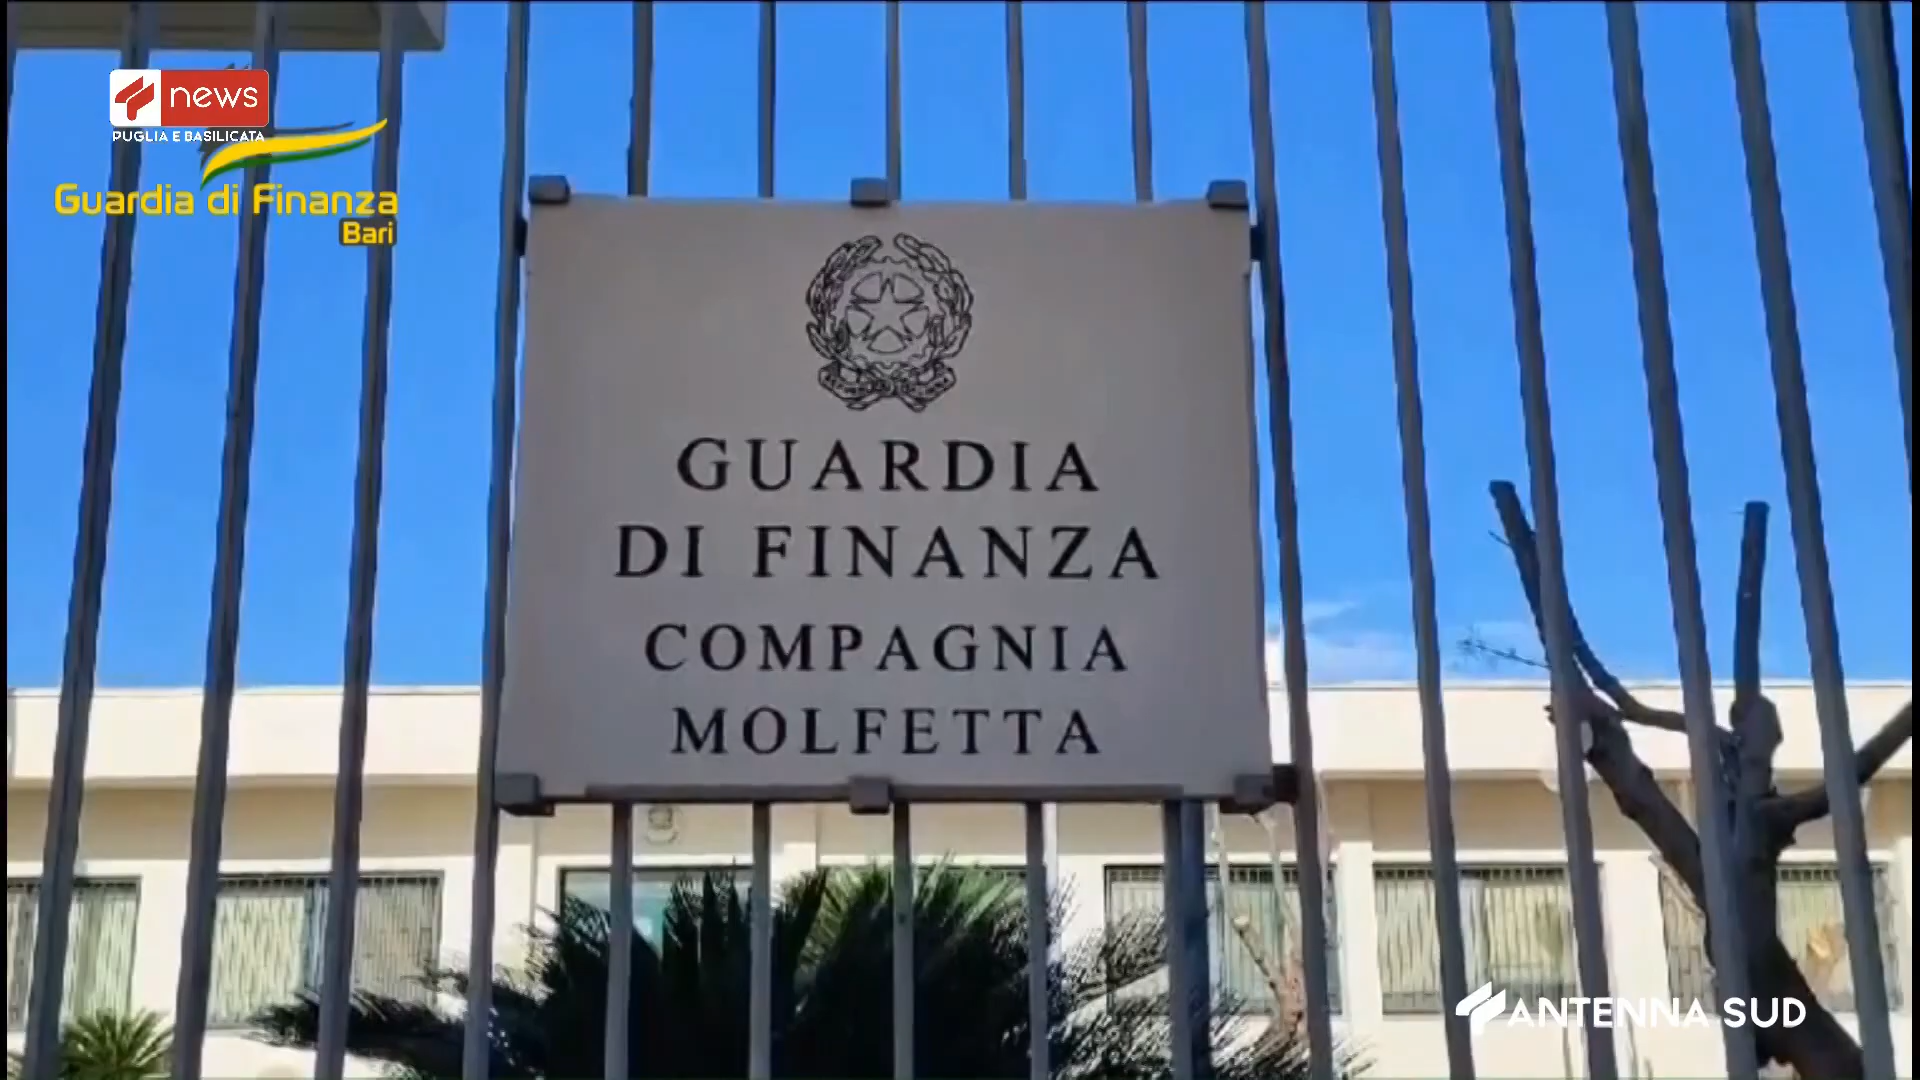 news
PUGLIA E BASILICATA
Guardia di Finanza
Bari
GUARDIA
DI FINANZA
COMPAGNIA
MOLFETTA
ANTENNA SUD